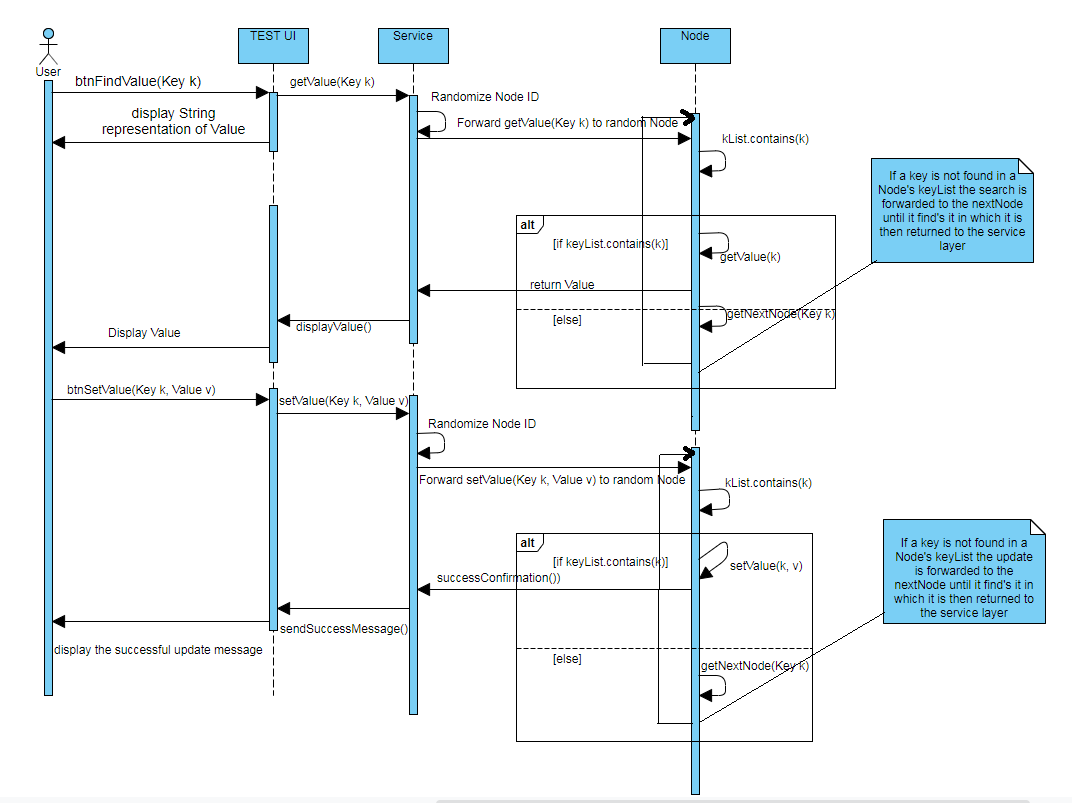 TEST UI
Service
Node
User
btnFindValue(Key k)
getValue(Key k)
Randomize Node ID
display String
representation of Value
Forward getValue(Key k) to random Node
kList.contains(k)
If a key is not found in a
Node's keyList the search is
forwarded to the nextNode
until it find's it in which it is
then returned to the service
layer
alt
[if keyList.contains(k)]
getValue(k)
return Value
getNextNode(Key k)
[else]
displayValue()
Display Value
btnSetValue(Key k, Value v)
setValue(Key k, Value v)
Randomize Node ID
Forward setValue(Key k, Value v) to random Node
kList.contains(k)
If a key is not found in a
Node's keyList the update
is forwarded to the
nextNode until it find's it in
which it is then returned to
the service layer
alt
[if keyList.contains(k)]
setValue(k, v)
successConfirmation())
sendSuccessMessage()
display the successful update message
[else]
getNextNode(Key k)